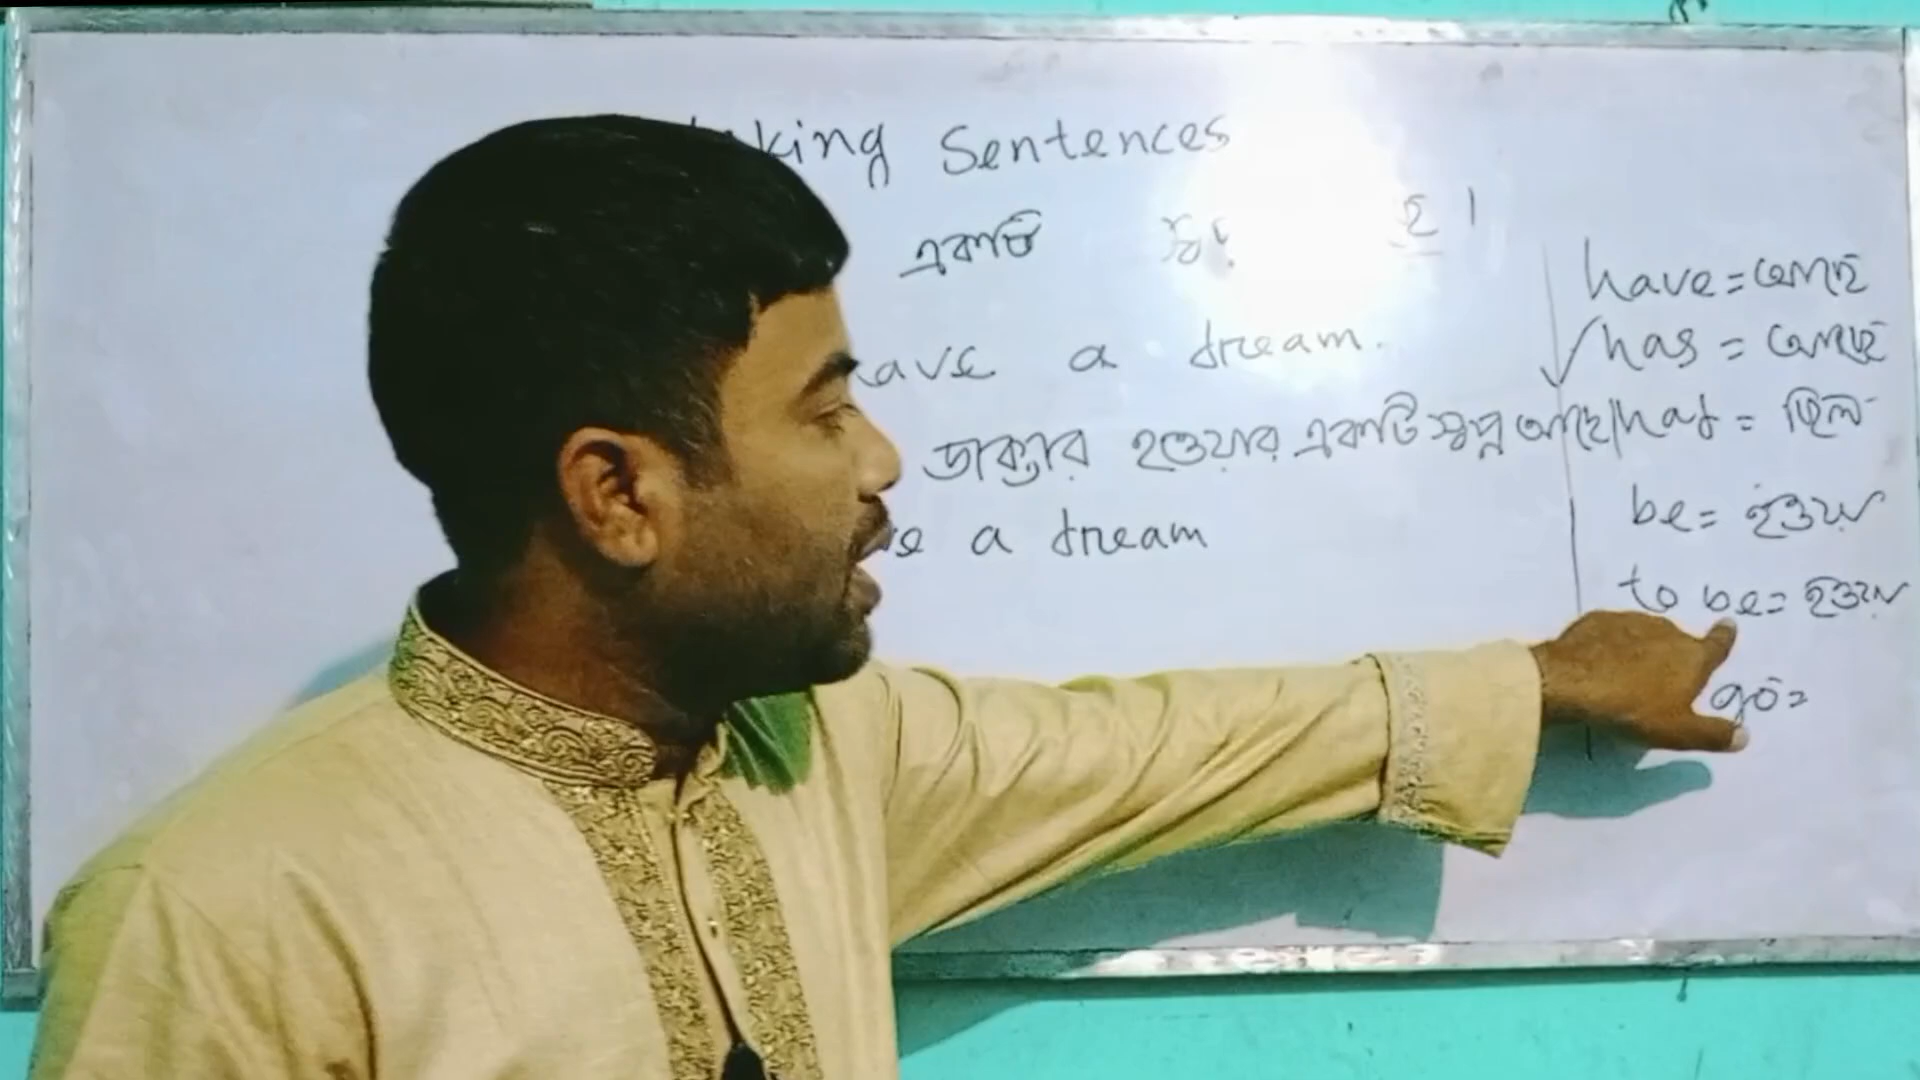 king Sentences
একটি স্ব ছ।
ave a dream.
ডাক্তার হওয়ার একটি স্বপ্ন আছে।
a dream
have = আছে
has = আছে
had = ছিল
be = হওয়া
to be = হওয়া
go =